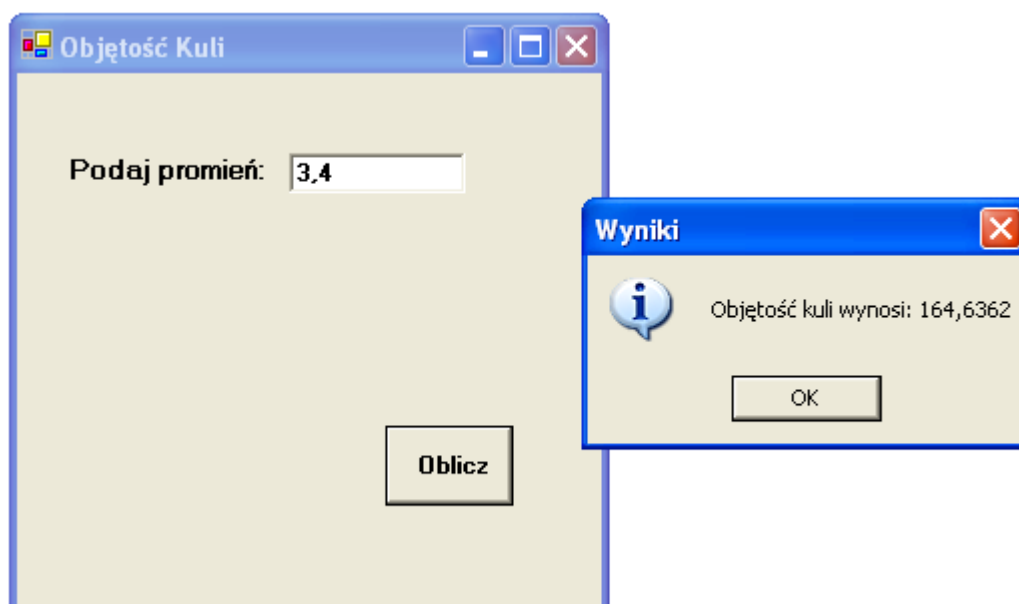 Objętość Kuli
Podaj promień: 3,4
Wyniki
Objętość kuli wynosi: 164,6362
OK
Oblicz